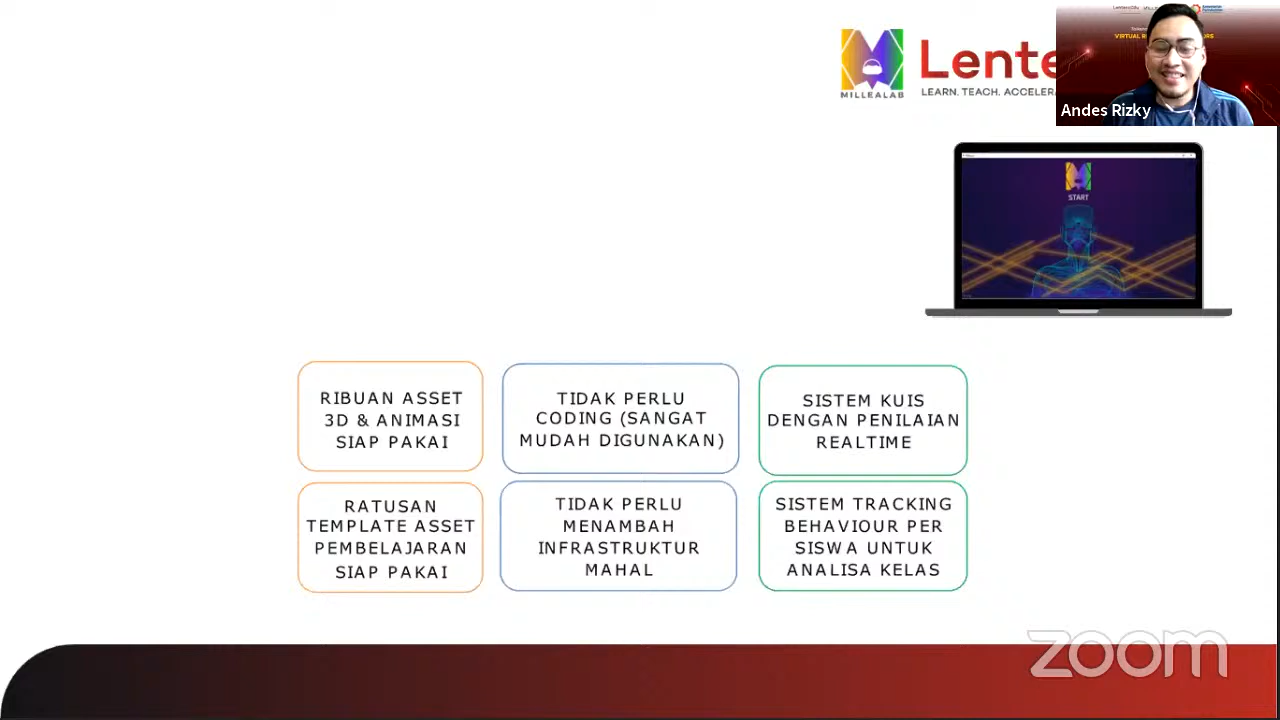 MILLEALAB
Lente
LEARN. TEACH. ACCELERA
Andes Rizky
START
RIBUAN ASSET
3D & ANIMASI
SIAP PAKAI
TIDAK PERLU
CODING (SANGAT
MUDAH DIGUNAKAN)
SISTEM KUIS
DENGAN PENILAIAN
REALTIME
RATUSAN
TEMPLATE ASSET
PEMBELAJARAN
SIAP PAKAI
TIDAK PERLU
MENAMBAH
INFRASTRUKTUR
MAHAL
SISTEM TRACKING
BEHAVIOUR PER
SISWA UNTUK
ANALISA KELAS
zoom